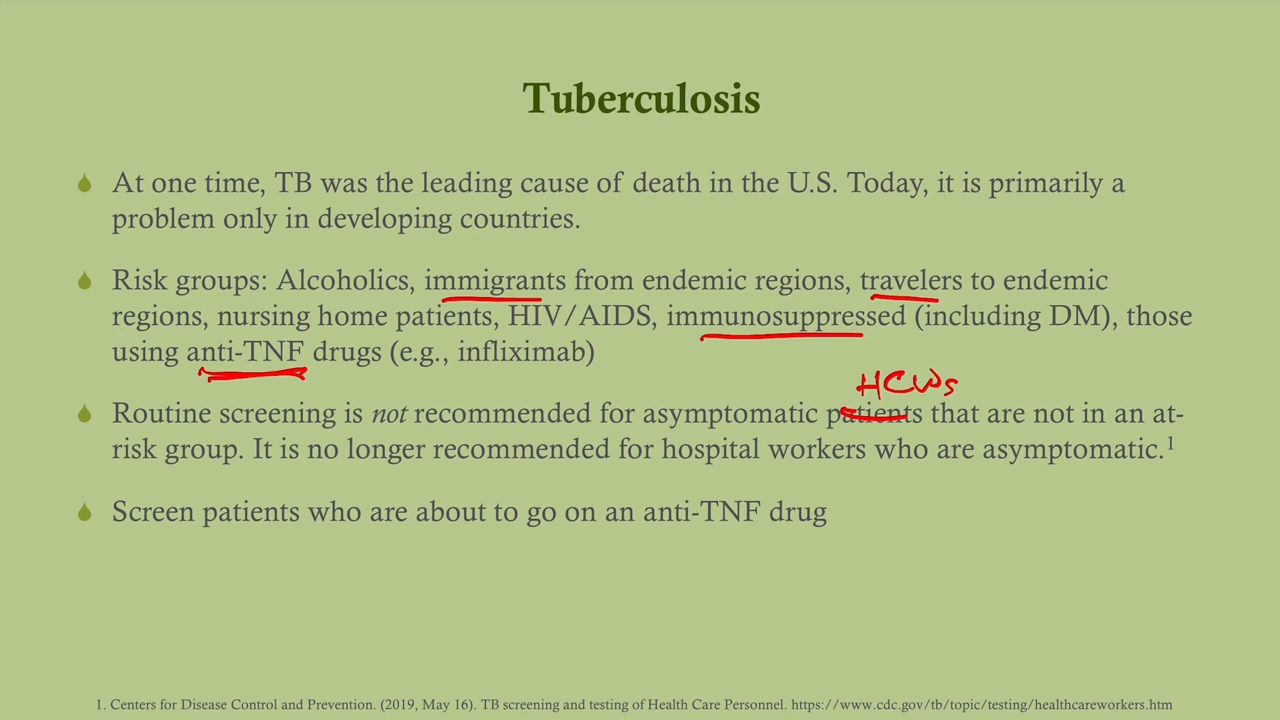 Tuberculosis
At one time, TB was the leading cause of death in the U.S. Today, it is primarily a
problem only in developing countries.
Risk groups: Alcoholics, immigrants from endemic regions, travelers to endemic
regions, nursing home patients, HIV/AIDS, immunosuppressed (including DM), those
using anti-TNF drugs (e.g., infliximab)
HCWs
Routine screening is not recommended for asymptomatic patients that are not in an at-
risk group. It is no longer recommended for hospital workers who are asymptomatic.1
Screen patients who are about to go on an anti-TNF drug
1. Centers for Disease Control and Prevention. (2019, May 16). TB screening and testing of Health Care Personnel. https://www.cdc.gov/tb/topic/testing/healthcareworkers.htm